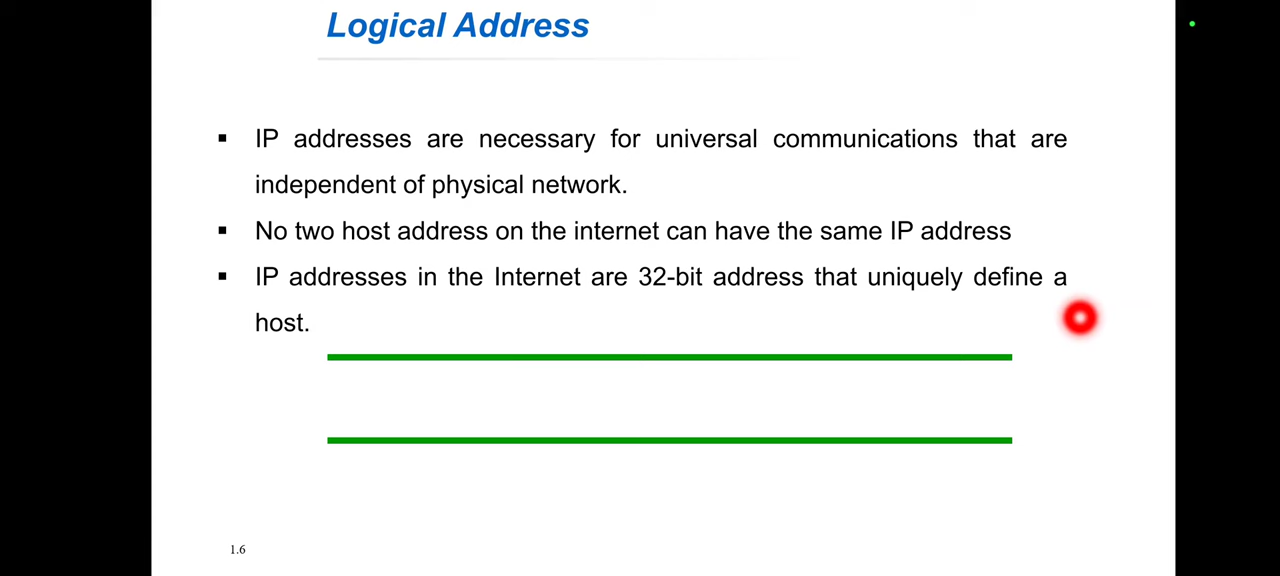 Logical Address
▪ IP addresses are necessary for universal communications that are
independent of physical network.
▪ No two host address on the internet can have the same IP address
▪ IP addresses in the Internet are 32-bit address that uniquely define a
host.
1.6